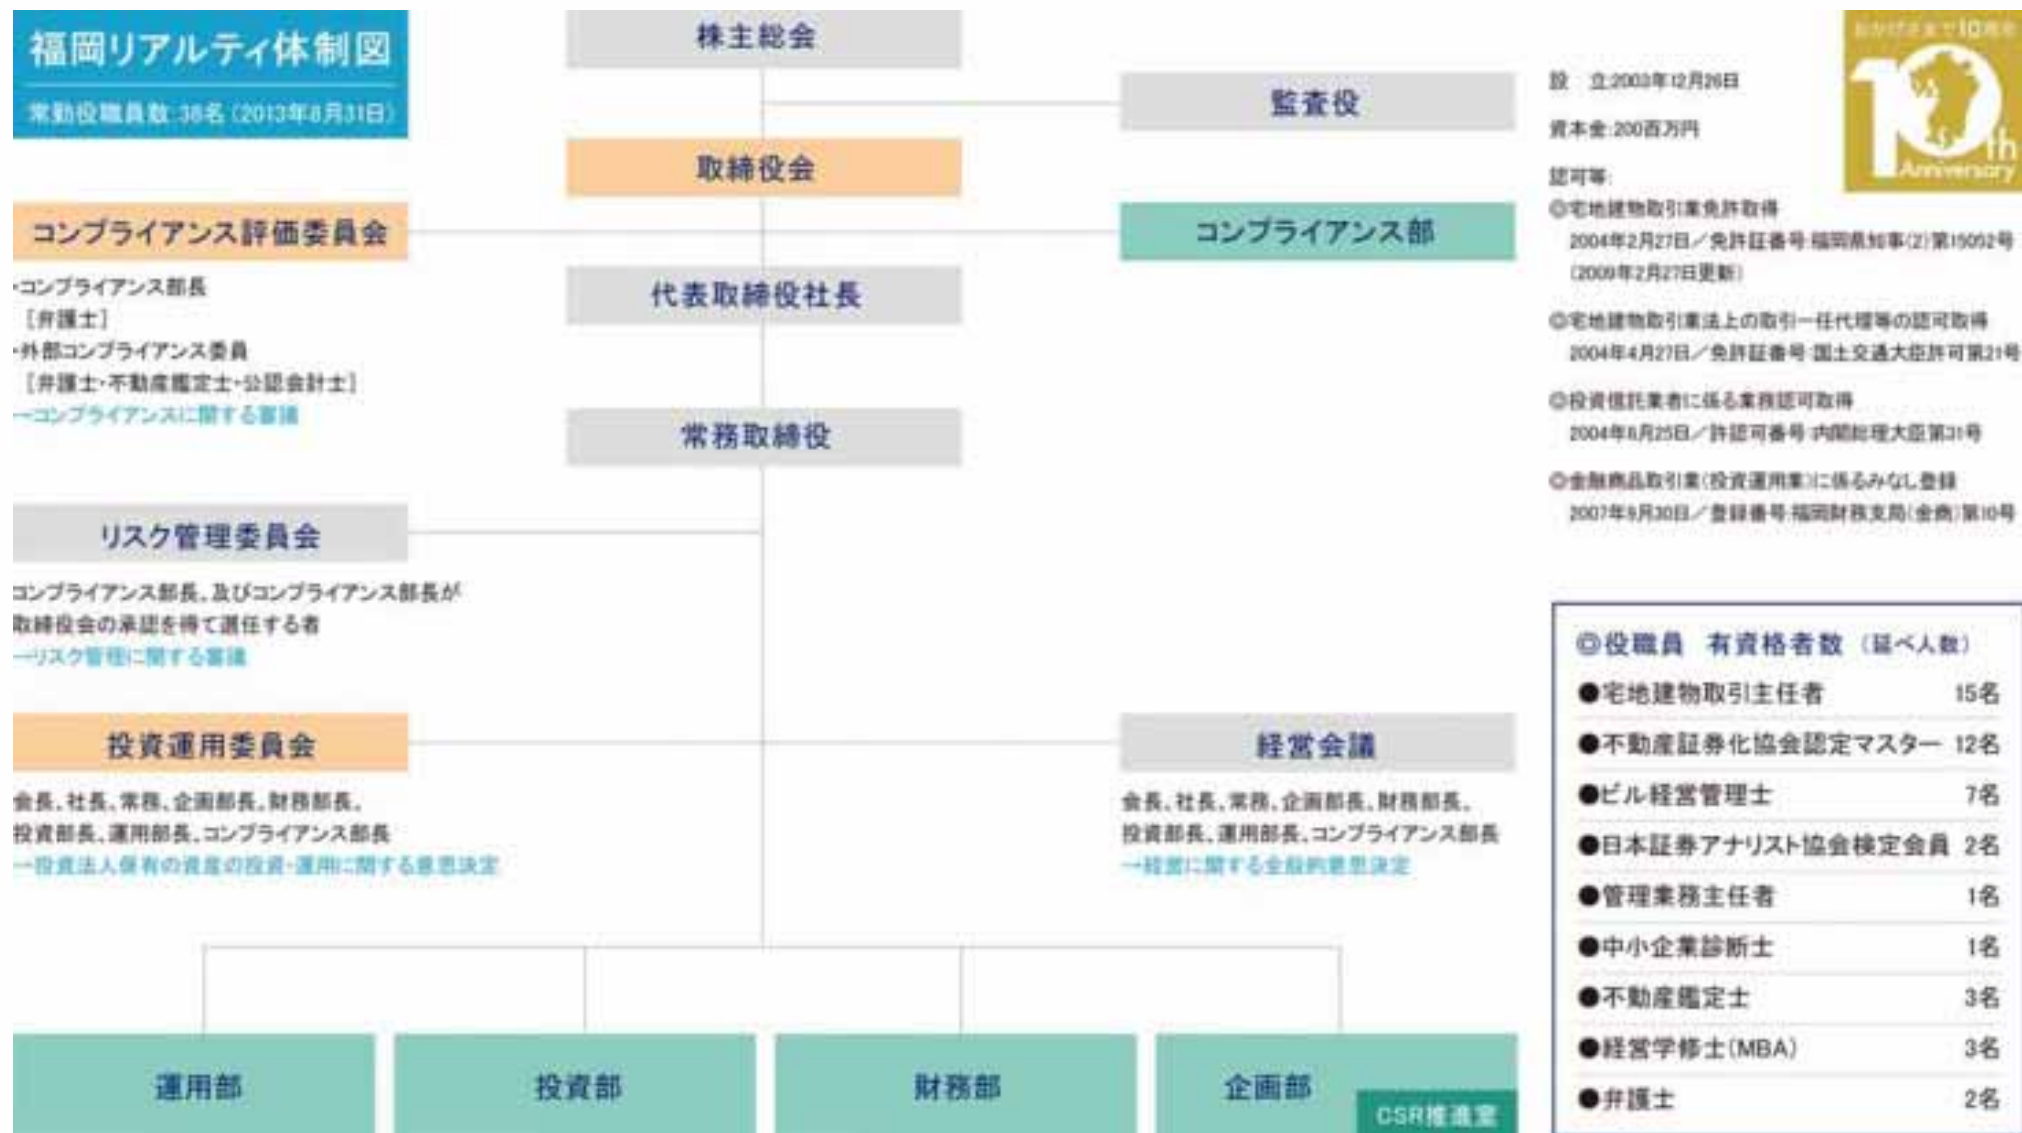 福岡リアルティ体制図
常勤役職員数:38名(2013年8月31日)
株主総会
監査役
取締役会
コンプライアンス評価委員会
コンプライアンス部
・コンプライアンス部長
[弁護士]
・外部コンプライアンス委員
[弁護士・不動産鑑定士・公認会計士]
→コンプライアンスに関する審議
代表取締役社長
常務取締役
リスク管理委員会
コンプライアンス部長、及びコンプライアンス部長が
取締役会の承認を得て選任する者
→リスク管理に関する審議
投資運用委員会
会長、社長、常務、企画部長、財務部長、
投資部長、運用部長、コンプライアンス部長
→投資法人保有の資産の投資・運用に関する意思決定
経営会議
会長、社長、常務、企画部長、財務部長、
投資部長、運用部長、コンプライアンス部長
→経営に関する全般的意思決定
運用部
投資部
財務部
企画部
CSR推進室
設 立:2003年12月26日
資本金:200百万円
認可等:
◎宅地建物取引業免許取得
2004年2月27日/免許証番号:福岡県知事(2)第15052号
(2009年2月27日更新)
◎宅地建物取引業法上の取引一任代理等の認可取得
2004年4月27日/免許証番号:国土交通大臣許可第21号
◎投資信託業者に係る業務認可取得
2004年6月25日/許認可番号:内閣総理大臣第31号
◎金融商品取引業(投資運用業)に係るみなし登録
2007年9月30日/登録番号:福岡財務支局(金商)第10号
おかげさまで10周年
10th
Anniversary
◎役職員 有資格者数 (延べ人数)
●宅地建物取引主任者 15名
●不動産証券化協会認定マスター 12名
●ビル経営管理士 7名
●日本証券アナリスト協会検定会員 2名
●管理業務主任者 1名
●中小企業診断士 1名
●不動産鑑定士 3名
●経営学修士(MBA) 3名
●弁護士 2名